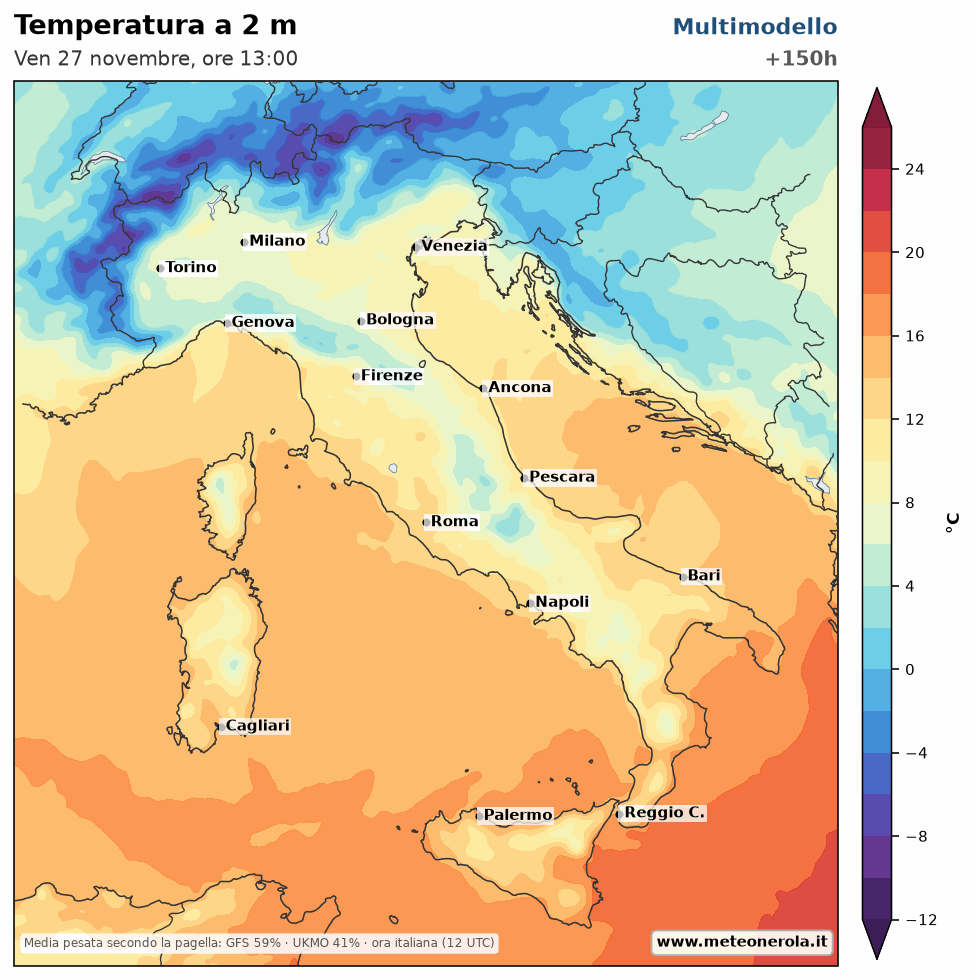 Temperatura a 2 m
Multimodello
Ven 27 novembre, ore 13:00
+150h
24
20
16
12
8
4
0
−4
−8
−12
°C
Milano
Venezia
Torino
Genova
Bologna
Firenze
Ancona
Pescara
Roma
Bari
Napoli
Cagliari
Palermo
Reggio C.
Media pesata secondo la pagella: GFS 59% · UKMO 41% · ora italiana (12 UTC)
www.meteonerola.it